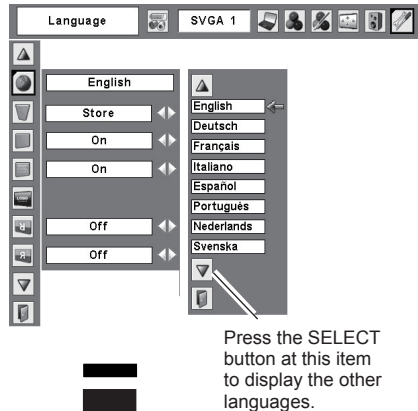 Language
SVGA 1
English
Store
On
On
Off
Off
English
Deutsch
Français
Italiano
Español
Português
Nederlands
Svenska
LOGO
R
R
Press the SELECT
button at this item
to display the other
languages.